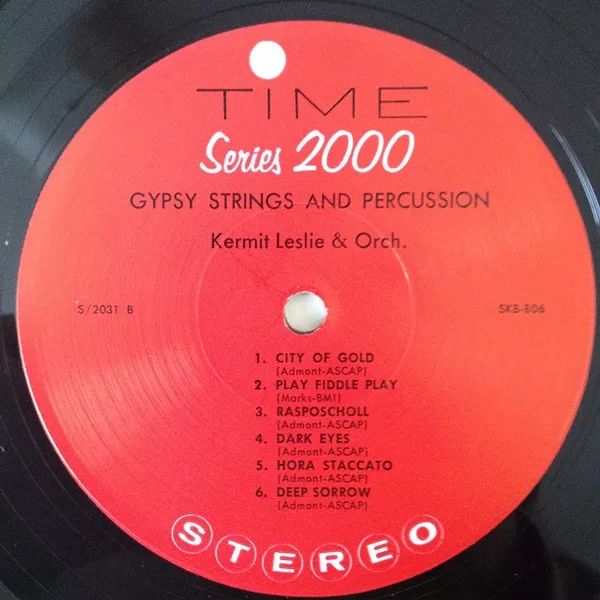 TIME
Series 2000
GYPSY STRINGS AND PERCUSSION
Kermit Leslie & Orch.
S/2031 B
SKB-806
1. CITY OF GOLD
(Admont-ASCAP)
2. PLAY FIDDLE PLAY
(Marks-BMI)
3. RASPOSCHOLL
(Admont-ASCAP)
4. DARK EYES
(Admont-ASCAP)
5. HORA STACCATO
(Admont-ASCAP)
6. DEEP SORROW
(Admont-ASCAP)
STEREO